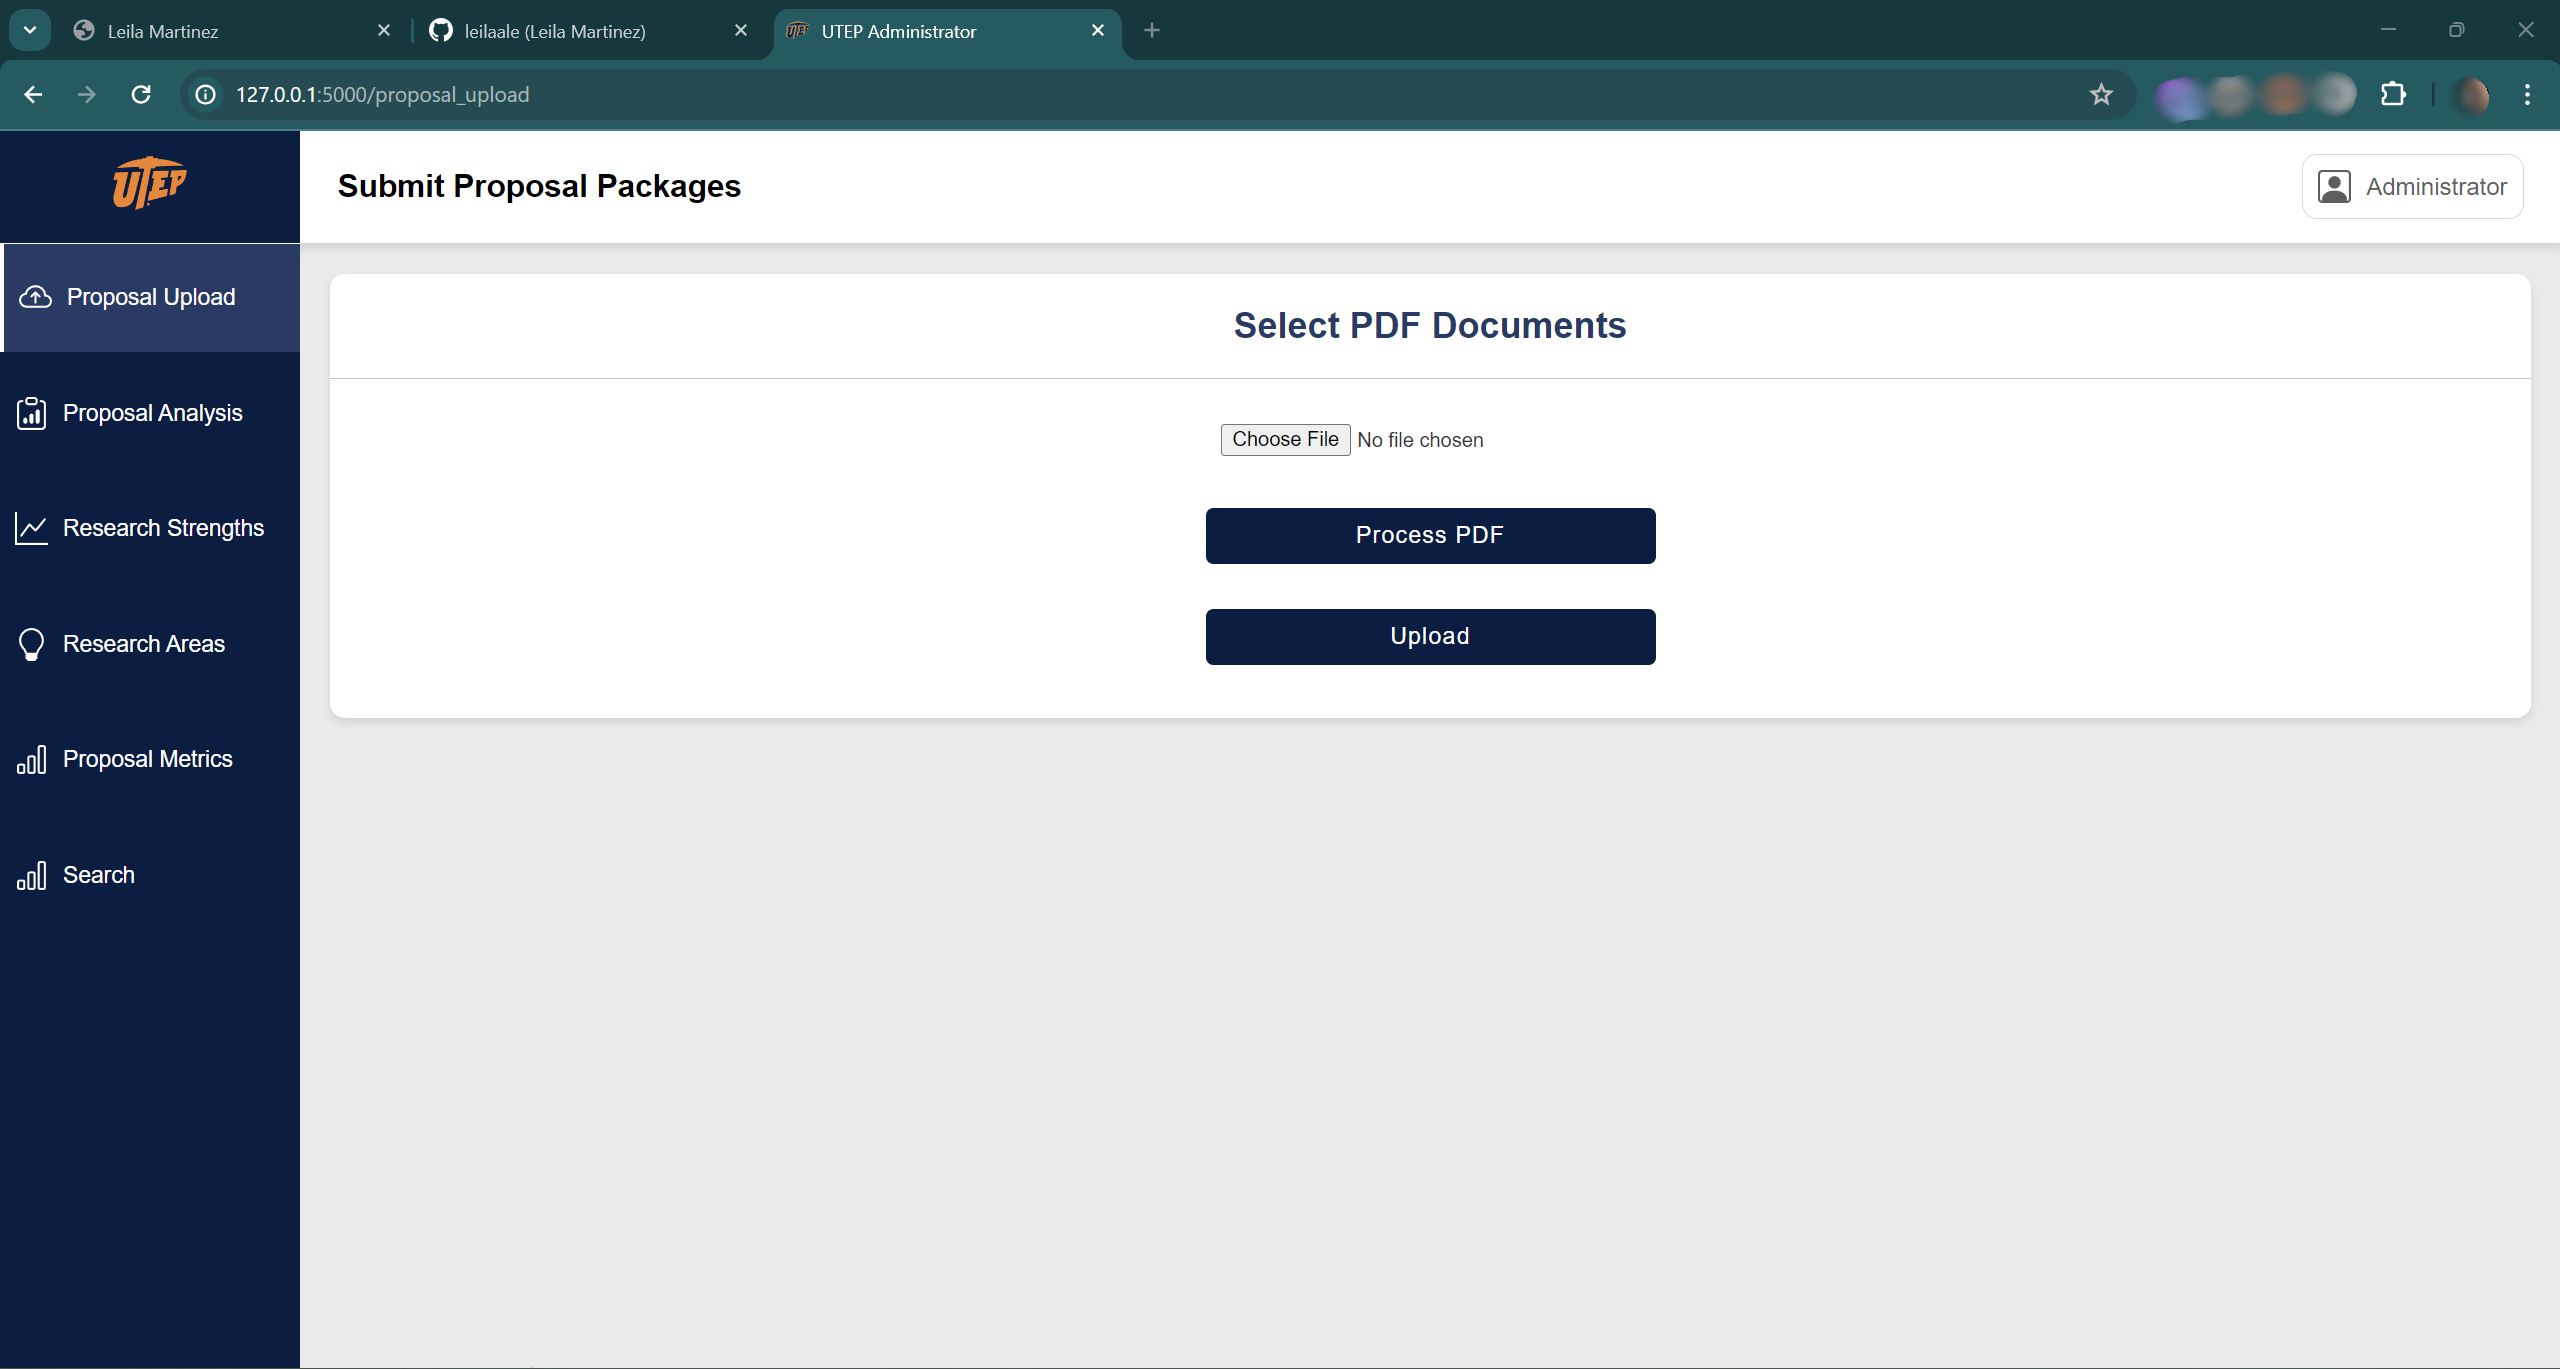 Leila Martinez
leilaale (Leila Martinez)
UTEP Administrator
127.0.0.1:5000/proposal_upload
UTEP
Submit Proposal Packages
Administrator
Proposal Upload
Proposal Analysis
Research Strengths
Research Areas
Proposal Metrics
Search
Select PDF Documents
Choose File No file chosen
Process PDF
Upload